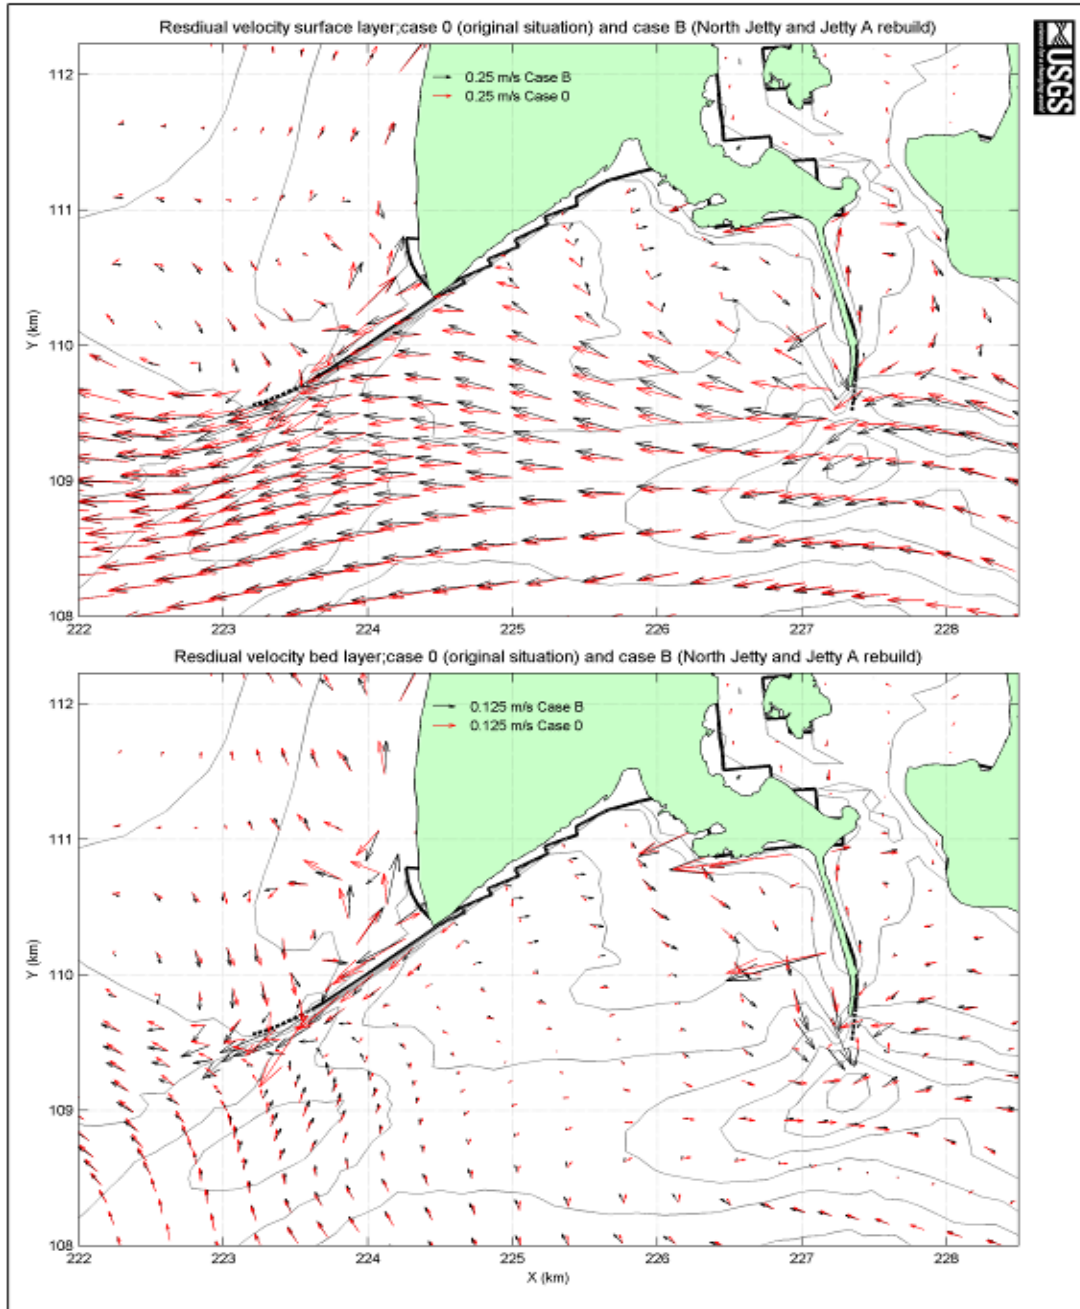 Resdiual velocity surface layer;case 0 (original situation) and case B (North Jetty and Jetty A rebuild)
USGS
0.25 m/s Case B
0.25 m/s Case 0
112
111
110
109
108
Y (km)
222 223 224 225 226 227 228
Resdiual velocity bed layer;case 0 (original situation) and case B (North Jetty and Jetty A rebuild)
0.125 m/s Case B
0.125 m/s Case 0
112
111
110
109
108
Y (km)
222 223 224 225 226 227 228
X (km)